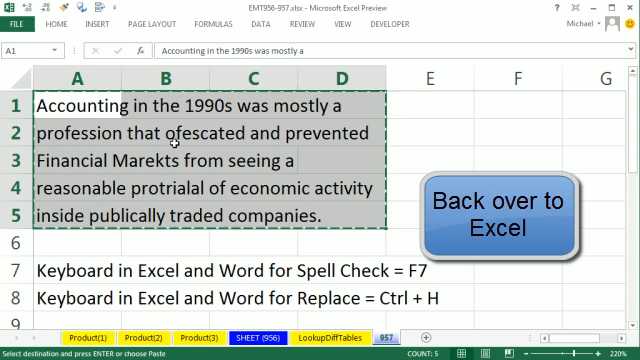 EMT956-957.xlsx - Microsoft Excel Preview
FILE HOME INSERT PAGE LAYOUT FORMULAS DATA REVIEW VIEW DEVELOPER Michael
A1 fx Accounting in the 1990s was mostly a
A B C D E F G
1 Accounting in the 1990s was mostly a
2 profession that ofescated and prevented
3 Financial Marekts from seeing a
4 reasonable protrialal of economic activity
5 inside publically traded companies.
Back over to
Excel
6
7 Keyboard in Excel and Word for Spell Check = F7
8 Keyboard in Excel and Word for Replace = Ctrl + H
9
Product(1) Product(2) Product(3) SHEET (956) LookupDiffTables 957
Select destination and press ENTER or choose Paste COUNT: 5 220%